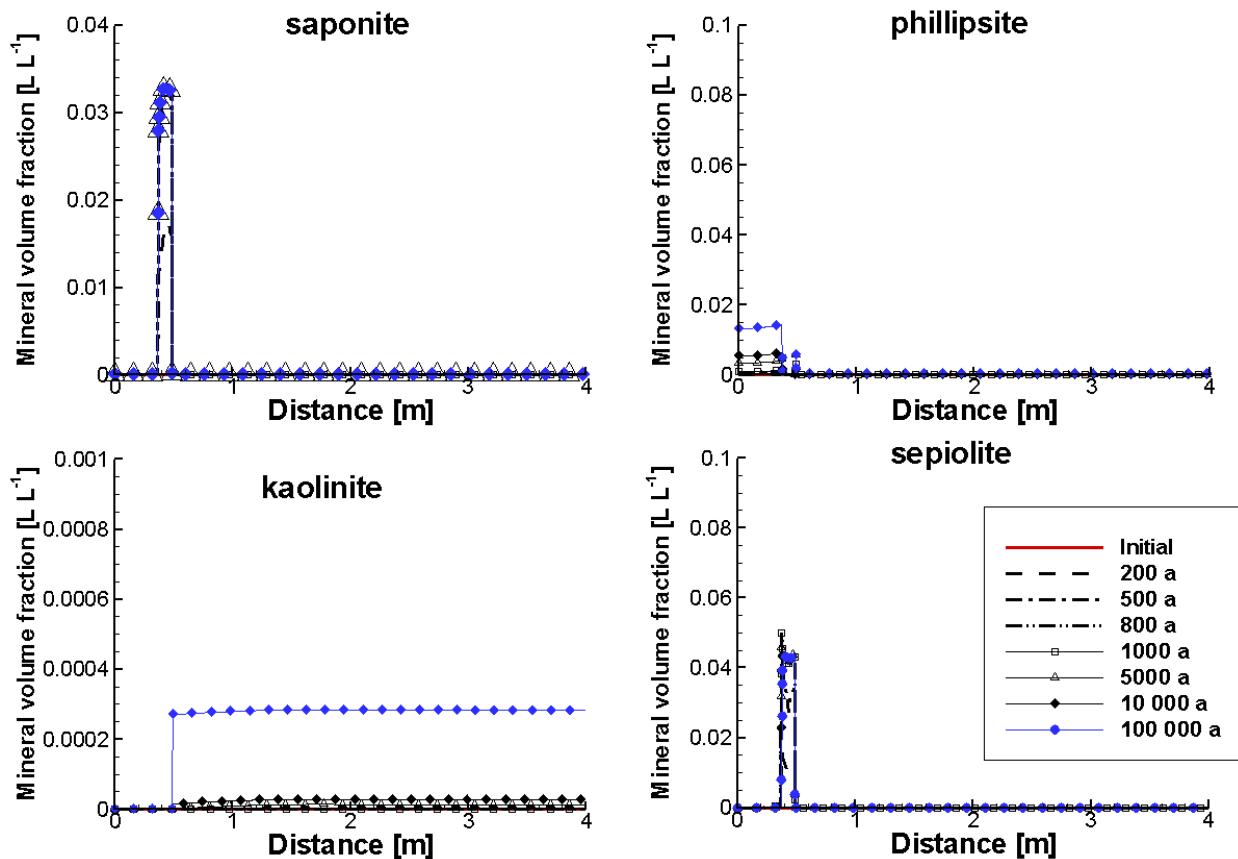 saponite
Mineral volume fraction [L L-1]
0.04
0.03
0.02
0.01
0
0 1 2 3 4
Distance [m]
phillipsite
Mineral volume fraction [L L-1]
0.1
0.08
0.06
0.04
0.02
0
0 1 2 3 4
Distance [m]
kaolinite
Mineral volume fraction [L L-1]
0.001
0.0008
0.0006
0.0004
0.0002
0
0 1 2 3 4
Distance [m]
sepiolite
Mineral volume fraction [L L-1]
0.1
0.08
0.06
0.04
0.02
0
0 1 2 3 4
Distance [m]
Initial
200 a
500 a
800 a
1000 a
5000 a
10 000 a
100 000 a